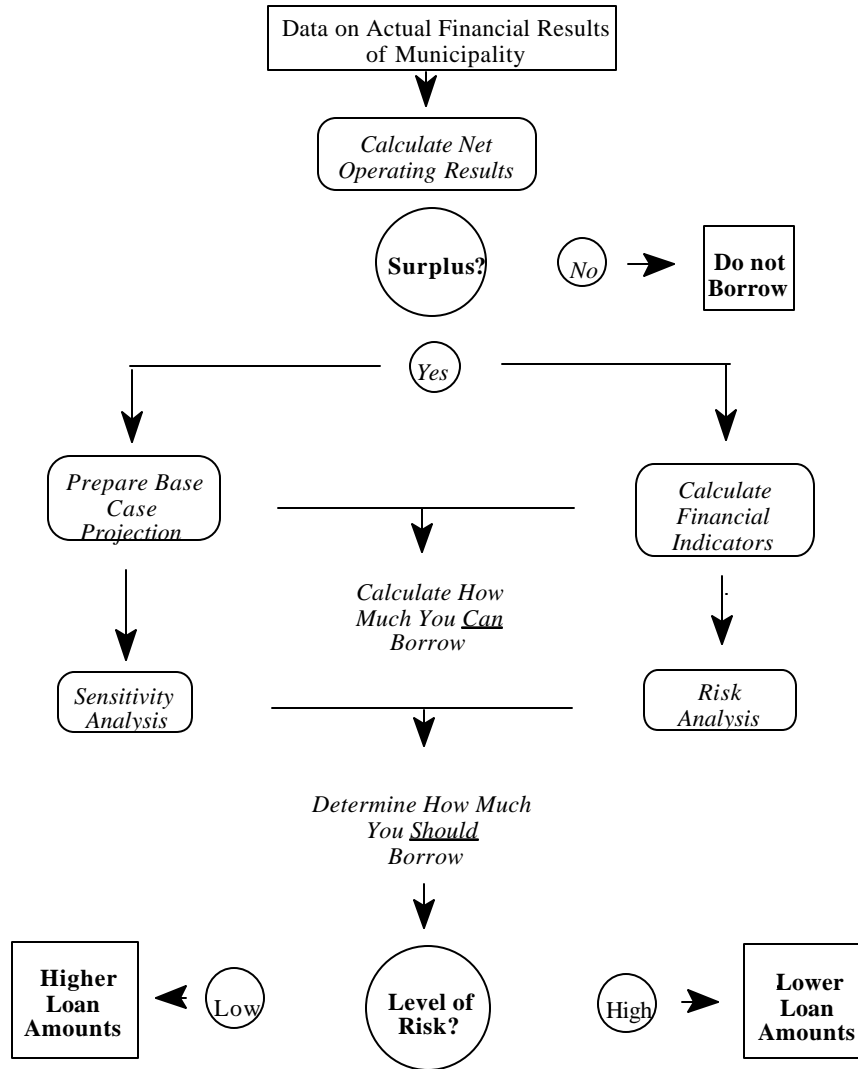 Data on Actual Financial Results
of Municipality
Calculate Net
Operating Results
Surplus?
No
Do not
Borrow
Yes
Prepare Base
Case
Projection
Calculate
Financial
Indicators
Calculate How
Much You Can
Borrow
Sensitivity
Analysis
Risk
Analysis
Determine How Much
You Should
Borrow
Higher
Loan
Amounts
Low
Level of
Risk?
High
Lower
Loan
Amounts